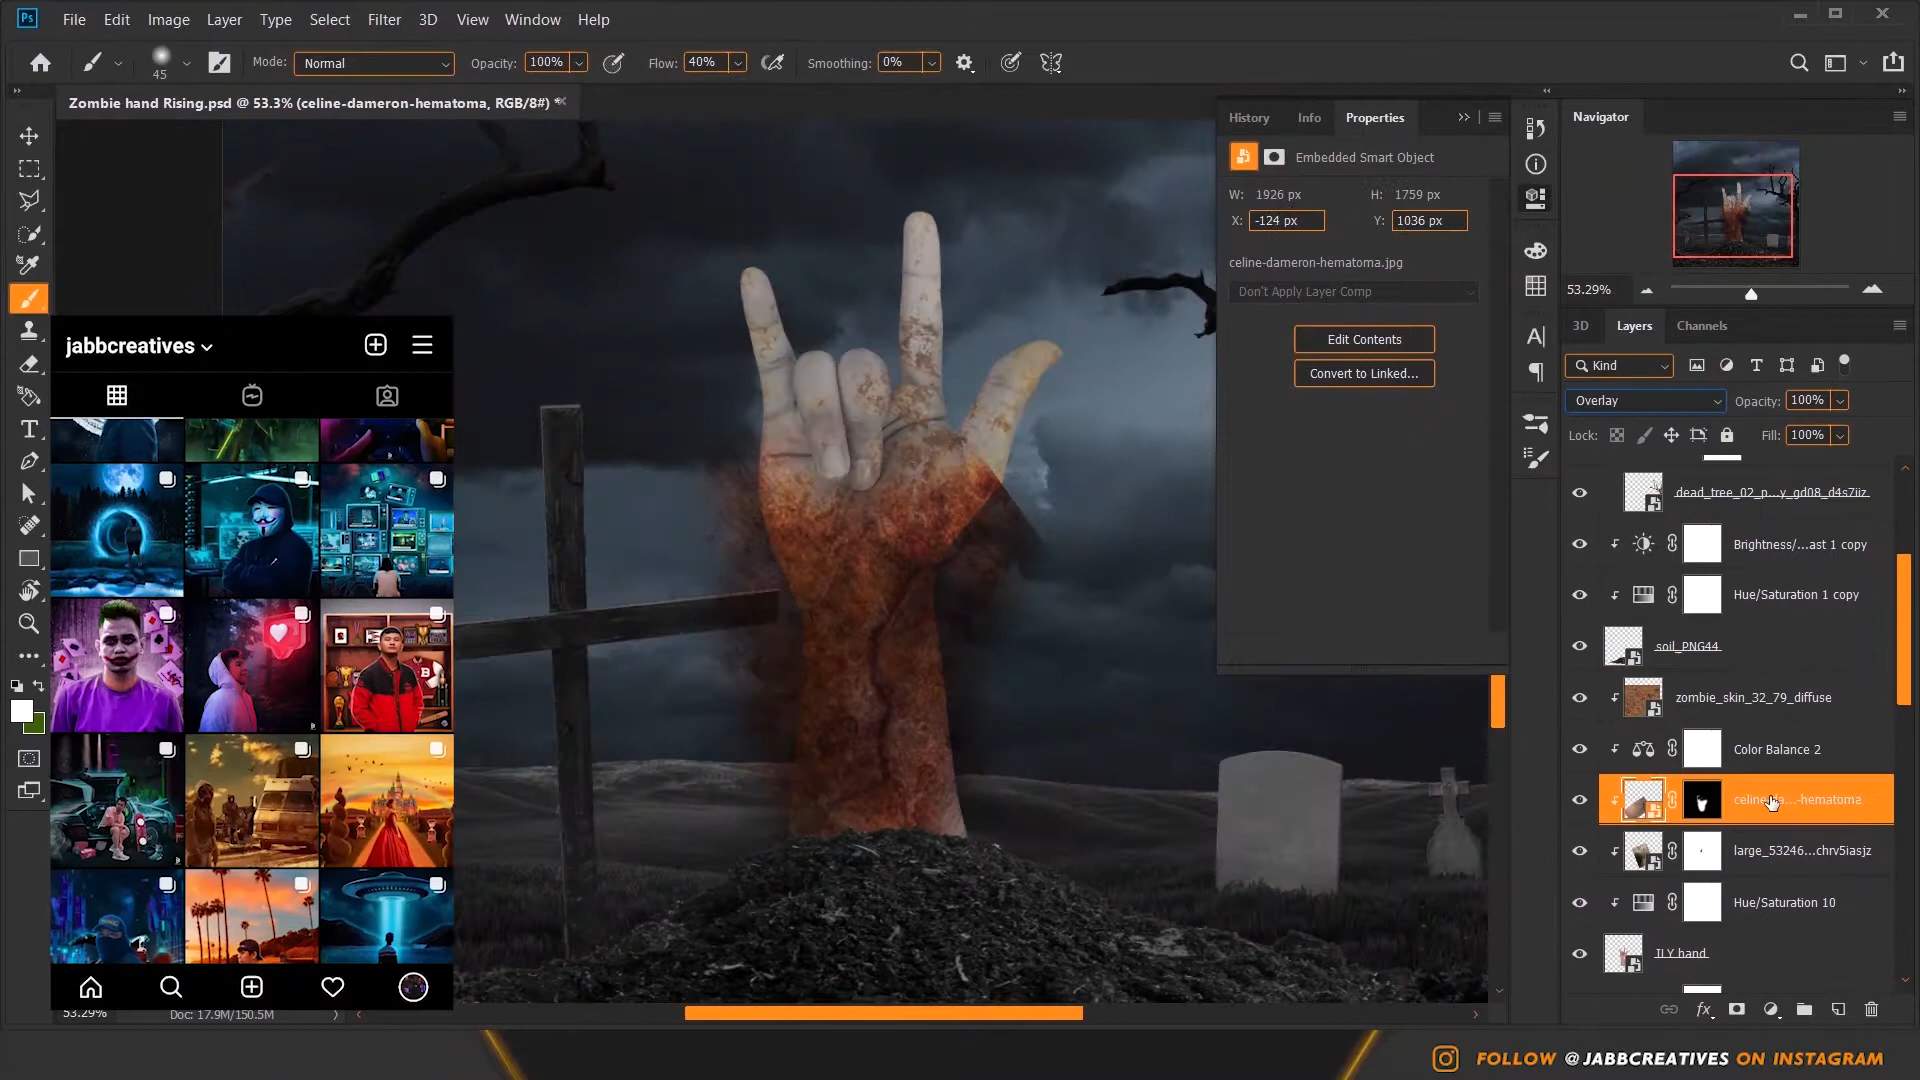 Ps File Edit Image Layer Type Select Filter 3D View Window Help
45 Mode: Normal Opacity: 100% Flow: 40% Smoothing: 0%
Zombie hand Rising.psd @ 53.3% (celine-dameron-hematoma, RGB/8#) *
History Info Properties
Embedded Smart Object
W: 1926 px H: 1759 px
X: -124 px Y: 1036 px
celine-dameron-hematoma.jpg
Don't Apply Layer Comp
Edit Contents
Convert to Linked...
Navigator
53.29%
3D Layers Channels
Kind
Overlay Opacity: 100%
Lock: Fill: 100%
dead_tree_02_p...y_gd08_d4s7iiz
Brightness/...ast 1 copy
Hue/Saturation 1 copy
soil_PNG44
zombie_skin_32_79_diffuse
Color Balance 2
-hematoma
large_53246...chrv5iasjz
Hue/Saturation 10
ILY hand
jabbcreatives
53.29% Doc: 17.9M/150.5M
FOLLOW @JABBCREATIVES ON INSTAGRAM